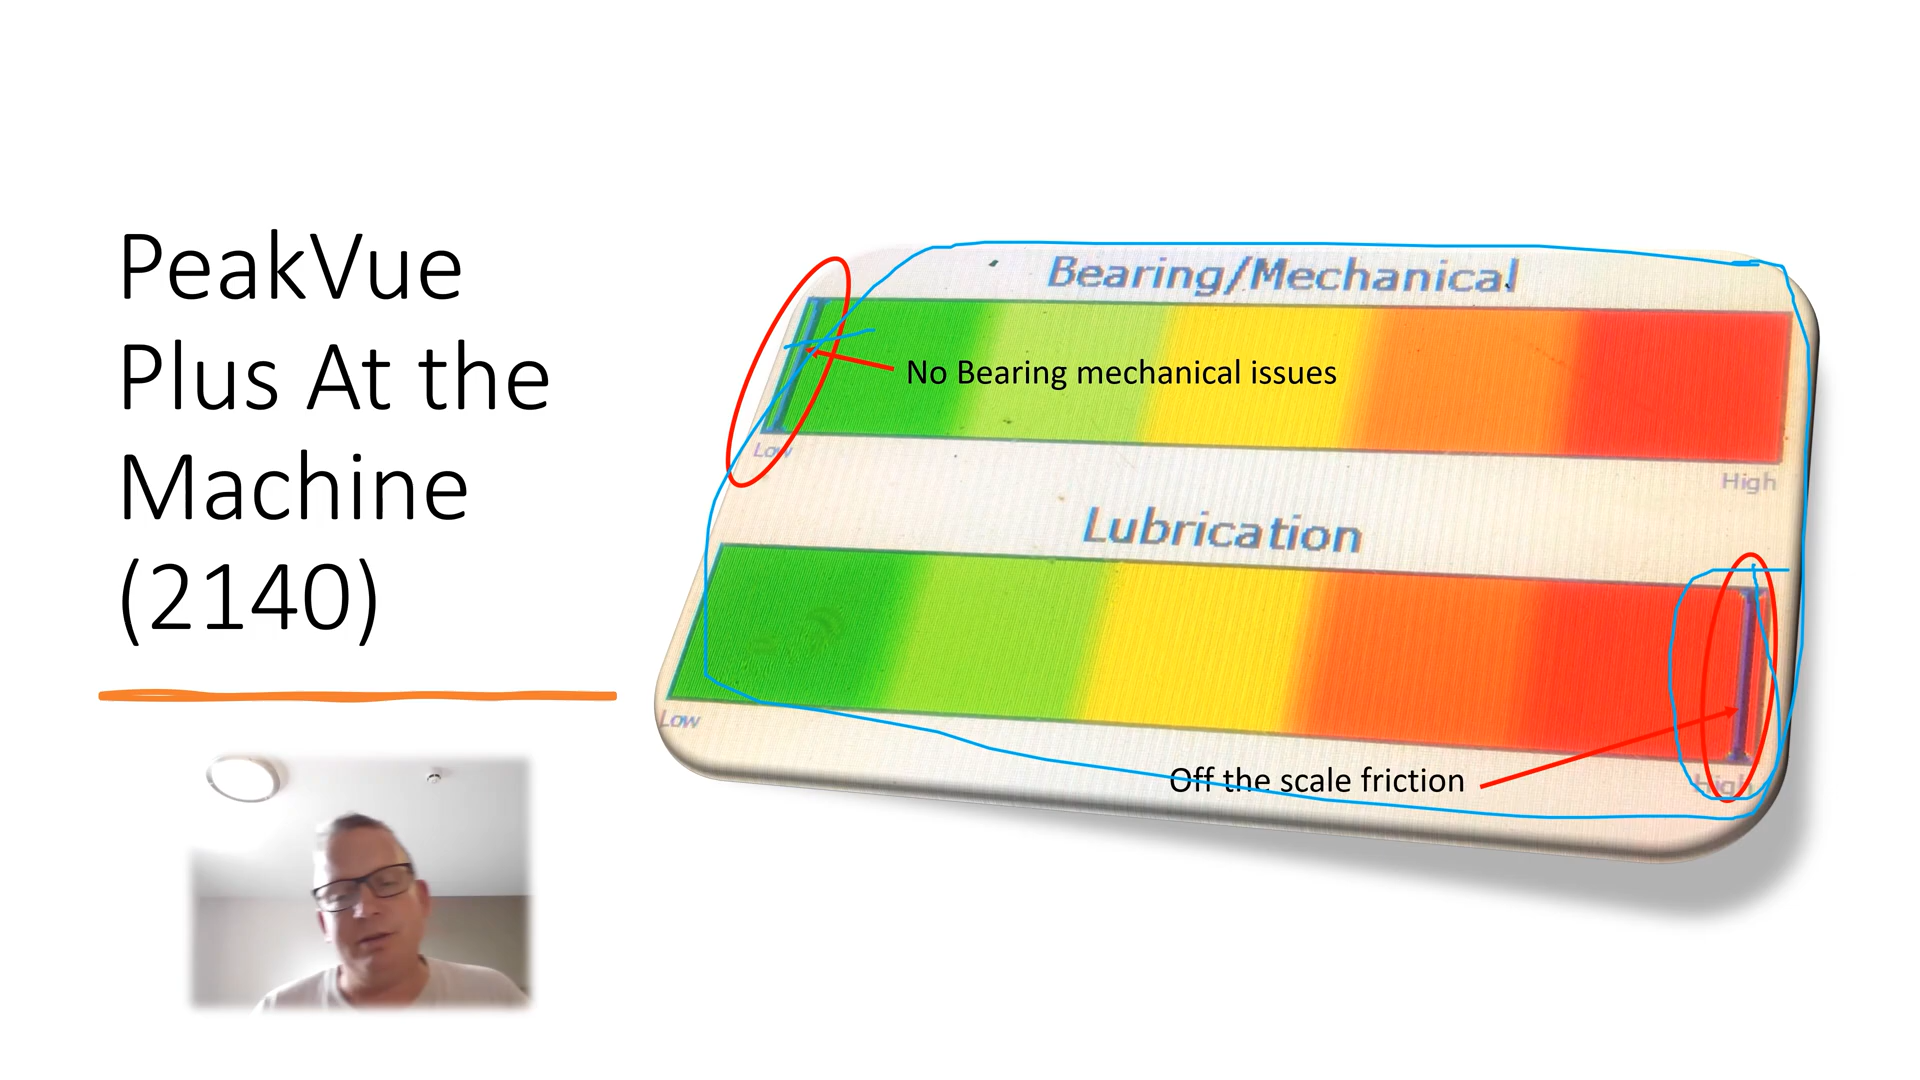 PeakVue
Plus At the
Machine
(2140)
Bearing/Mechanical
No Bearing mechanical issues
Low
High
Lubrication
Low
Off the scale friction
High